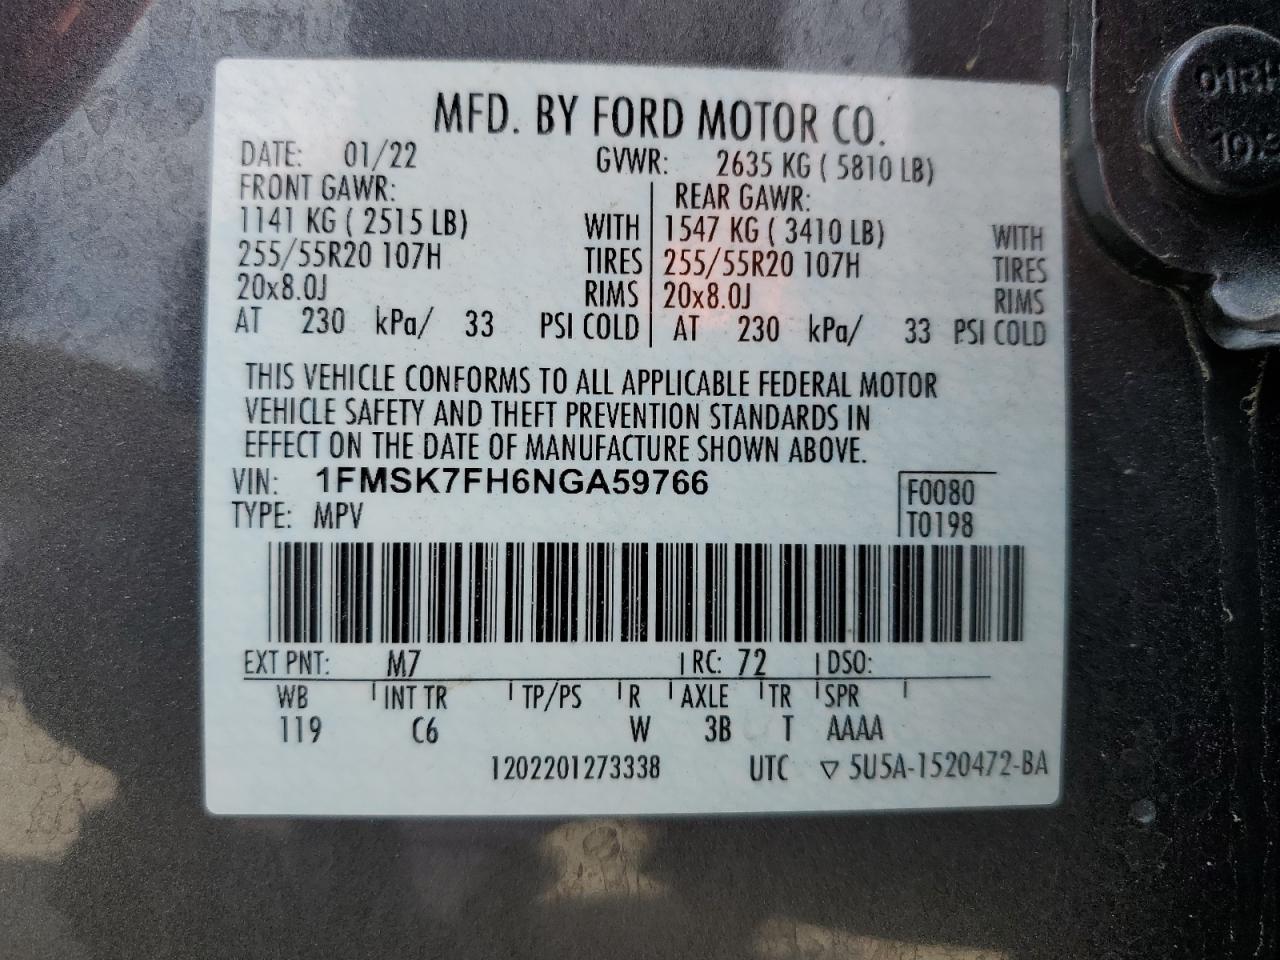 MFD. BY FORD MOTOR CO.
DATE: 01/22 GVWR: 2635 KG ( 5810 LB)
FRONT GAWR: REAR GAWR:
1141 KG ( 2515 LB) WITH 1547 KG ( 3410 LB) WITH
255/55R20 107H TIRES 255/55R20 107H TIRES
20x8.0J RIMS 20x8.0J RIMS
AT 230 kPa/ 33 PSI COLD AT 230 kPa/ 33 PSI COLD
THIS VEHICLE CONFORMS TO ALL APPLICABLE FEDERAL MOTOR
VEHICLE SAFETY AND THEFT PREVENTION STANDARDS IN
EFFECT ON THE DATE OF MANUFACTURE SHOWN ABOVE.
VIN: 1FMSK7FH6NGA59766 F0080
TYPE: MPV T0198
EXT PNT: M7 RC: 72 DSO:
WB INT TR TP/PS R AXLE TR SPR
119 C6 W 3B T AAAA
1202201273338 UTC ▽ 5U5A-1520472-BA